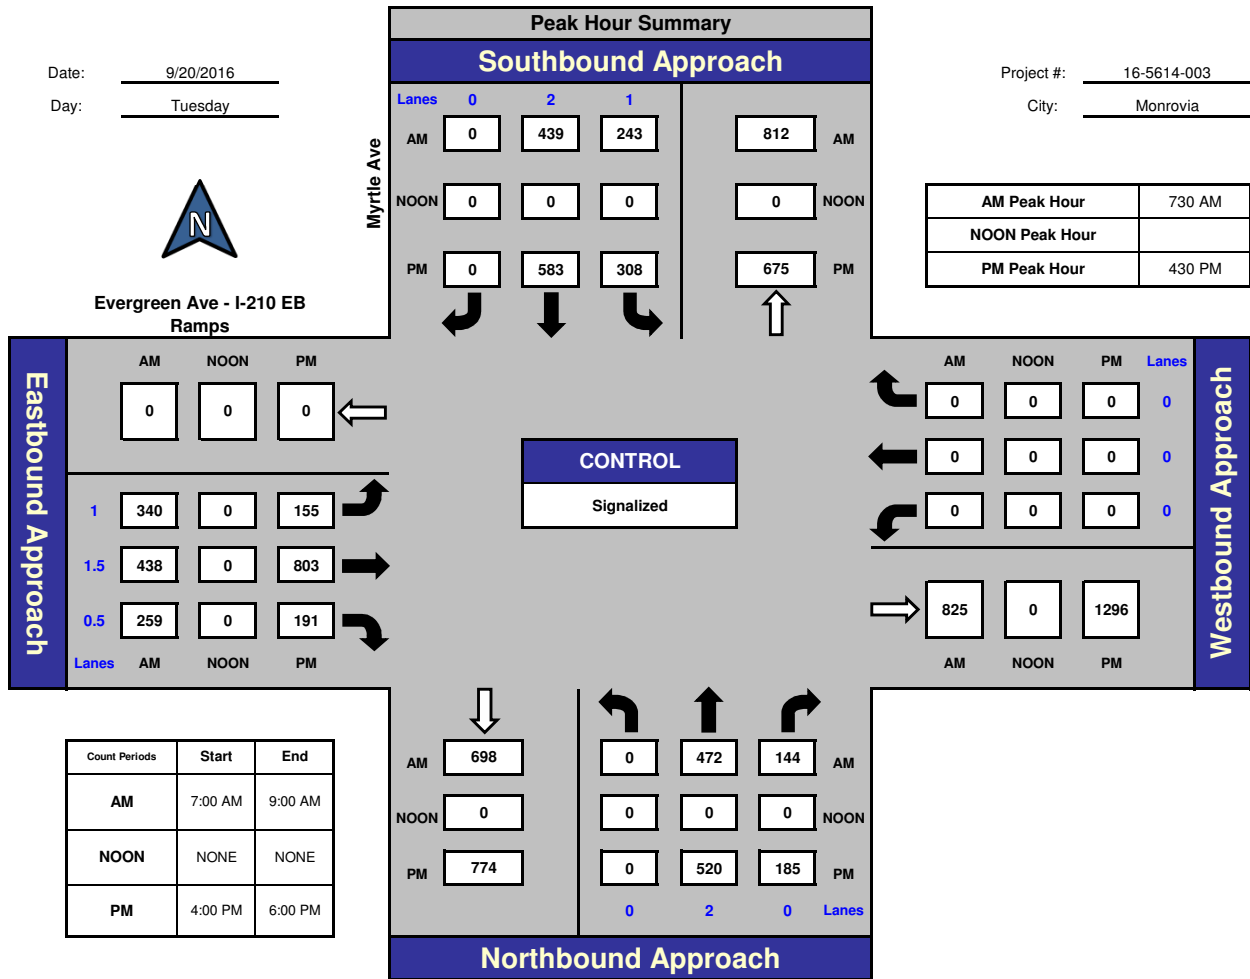 Peak Hour Summary
Southbound Approach
Date: 9/20/2016
Day: Tuesday
Project #: 16-5614-003
City: Monrovia
N
Evergreen Ave - I-210 EB
Ramps
Myrtle Ave
Lanes 0 2 1
AM 0 439 243 812 AM
NOON 0 0 0 0 NOON
PM 0 583 308 675 PM
AM Peak Hour 730 AM
NOON Peak Hour
PM Peak Hour 430 PM
Eastbound Approach
AM NOON PM
0 0 0
1 340 0 155
1.5 438 0 803
0.5 259 0 191
Lanes AM NOON PM
CONTROL
Signalized
AM NOON PM Lanes
0 0 0 0
0 0 0 0
0 0 0 0
825 0 1296
AM NOON PM
Westbound Approach
Count Periods Start End
AM 7:00 AM 9:00 AM
NOON NONE NONE
PM 4:00 PM 6:00 PM
AM 698 0 472 144 AM
NOON 0 0 0 0 NOON
PM 774 0 520 185 PM
0 2 0 Lanes
Northbound Approach